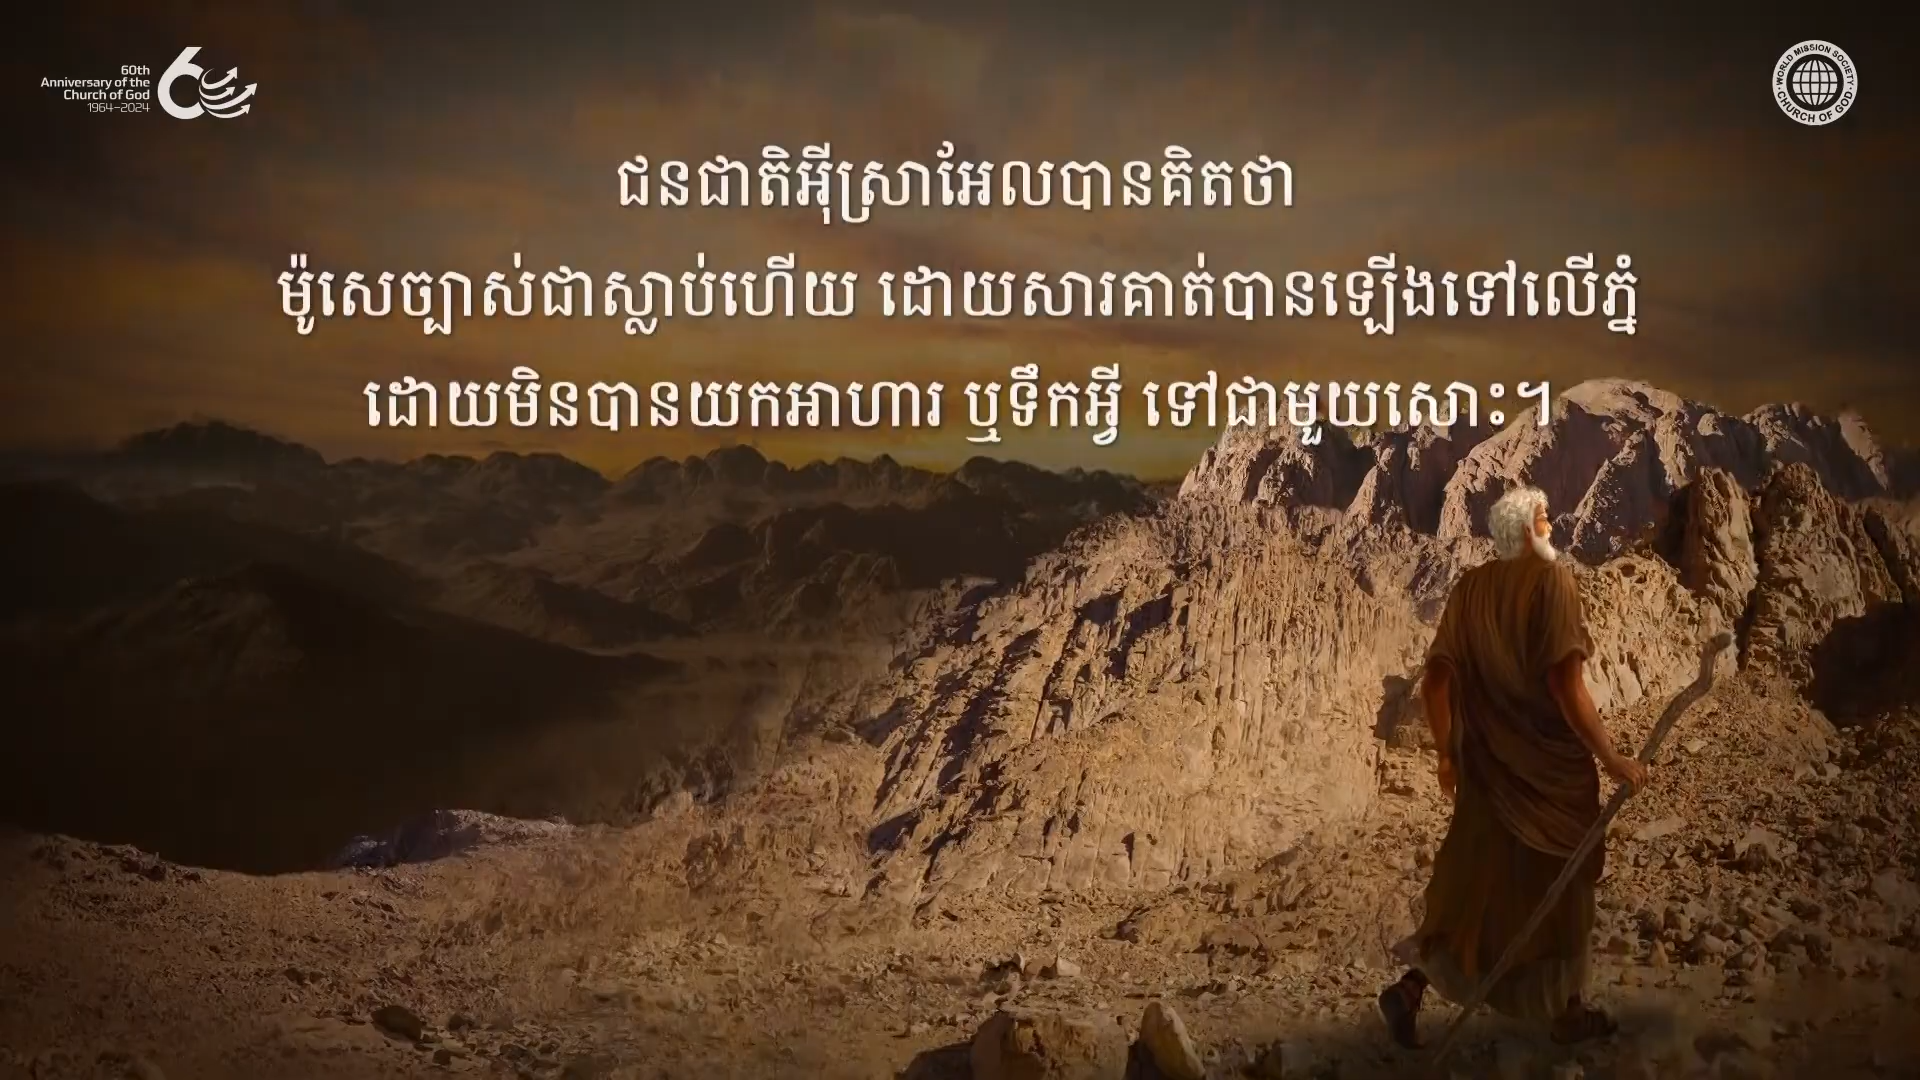 60th
Anniversary of the
Church of God
1964–2024
WORLD MISSION SOCIETY
CHURCH OF GOD
ជនជាតិអ៊ីស្រាអែលបានគិតថា
ម៉ូសេច្បាស់ជាស្លាប់ហើយ ដោយសារគាត់បានឡើងទៅលើភ្នំ
ដោយមិនបានយកអាហារ ឬទឹកអ្វី ទៅជាមួយសោះ។